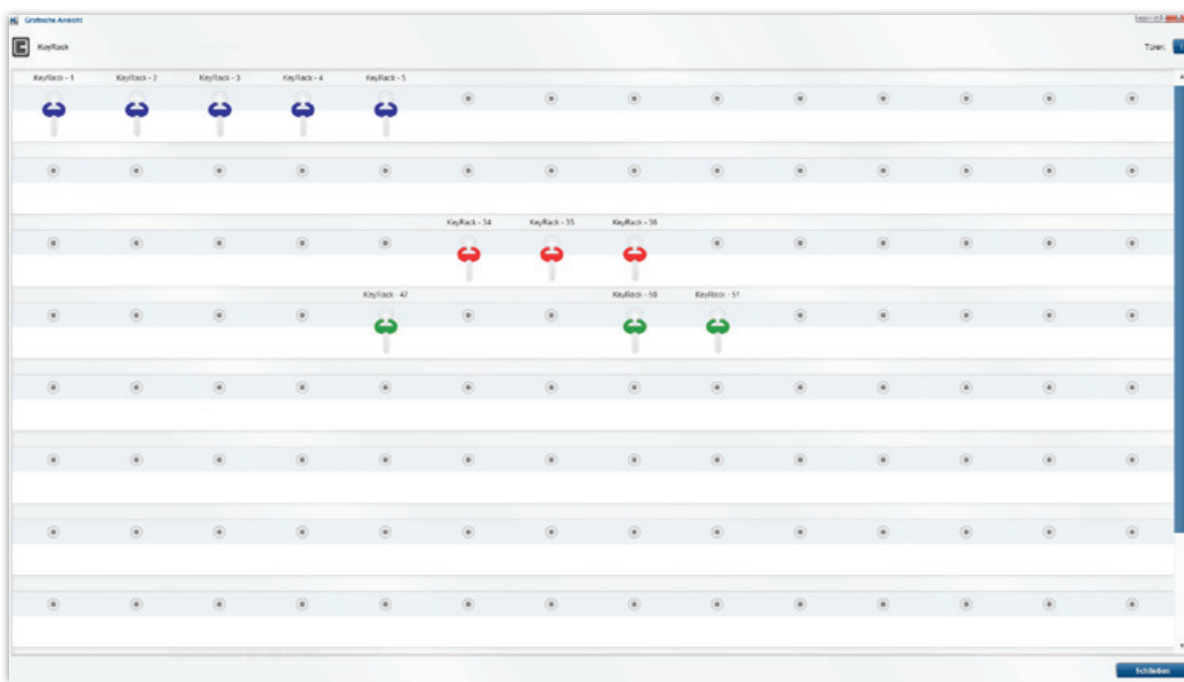 Grafische Ansicht
KeyRack
Türen:
KeyRack - 1 KeyRack - 2 KeyRack - 3 KeyRack - 4 KeyRack - 5
KeyRack - 34 KeyRack - 35 KeyRack - 36
KeyRack - 47 KeyRack - 50 KeyRack - 51
Schließen